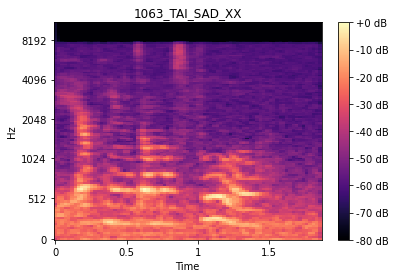 1063_TAI_SAD_XX
+0 dB
8192
-10 dB
4096
-20 dB
-30 dB
2048
Hz
-40 dB
1024
-50 dB
512
-60 dB
-70 dB
0
-80 dB
0
0.5
1
1.5
Time